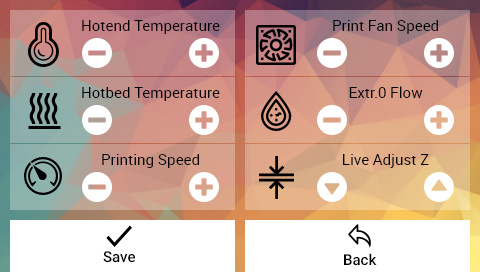 Hotend Temperature
Print Fan Speed
Hotbed Temperature
Extr.0 Flow
Printing Speed
Live Adjust Z
Save
Back